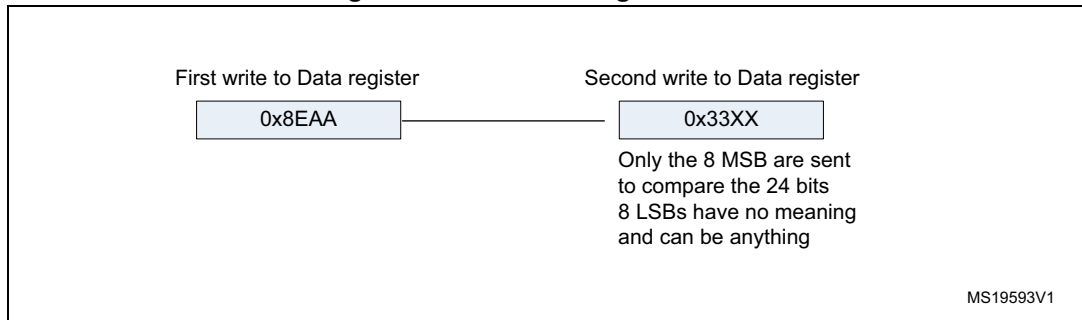 First write to Data register
Second write to Data register
0x8EAA
0x33XX
Only the 8 MSB are sent
to compare the 24 bits
8 LSBs have no meaning
and can be anything
MS19593V1